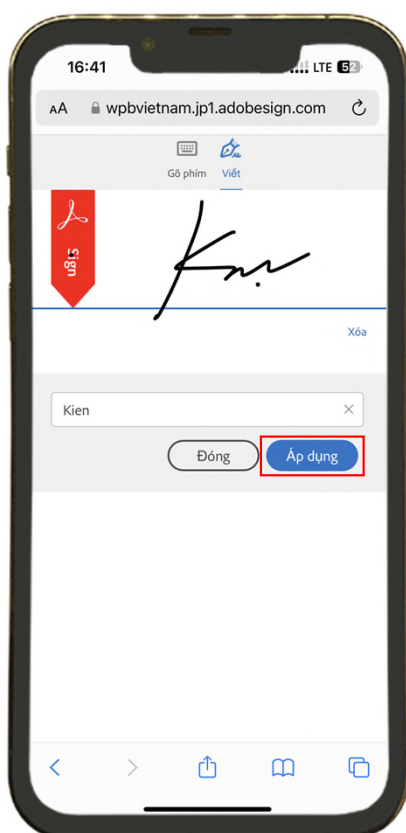 16:41
LTE 52
AA wpbvietnam.jp1.adobesign.com
Gõ phím Viết
sign
Xóa
Kien
Đóng Áp dụng